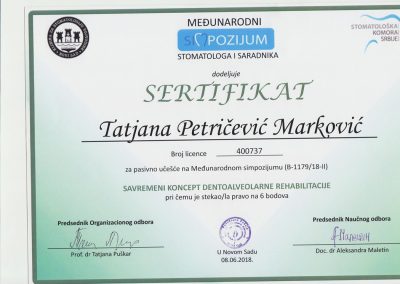 MEĐUNARODNI
SIMPOZIJUM
STOMATOLOGA I SARADNIKA
STOMATOLOŠKA
KOMORA
SRBIJE
dodeljuje
SERTIFIKAT
Tatjana Petričević Marković
Broj licence 400737
za pasivno učešće na Međunarodnom simpozijumu (B-1179/18-II)
SAVREMENI KONCEPT DENTOALVEOLARNE REHABILITACIJE
pri čemu je stekao/la pravo na 6 bodova
Predsednik Organizacionog odbora
Predsednik Naučnog odbora
Prof. dr Tatjana Puškar
U Novom Sadu
08.06.2018.
Doc. dr Aleksandra Maletin